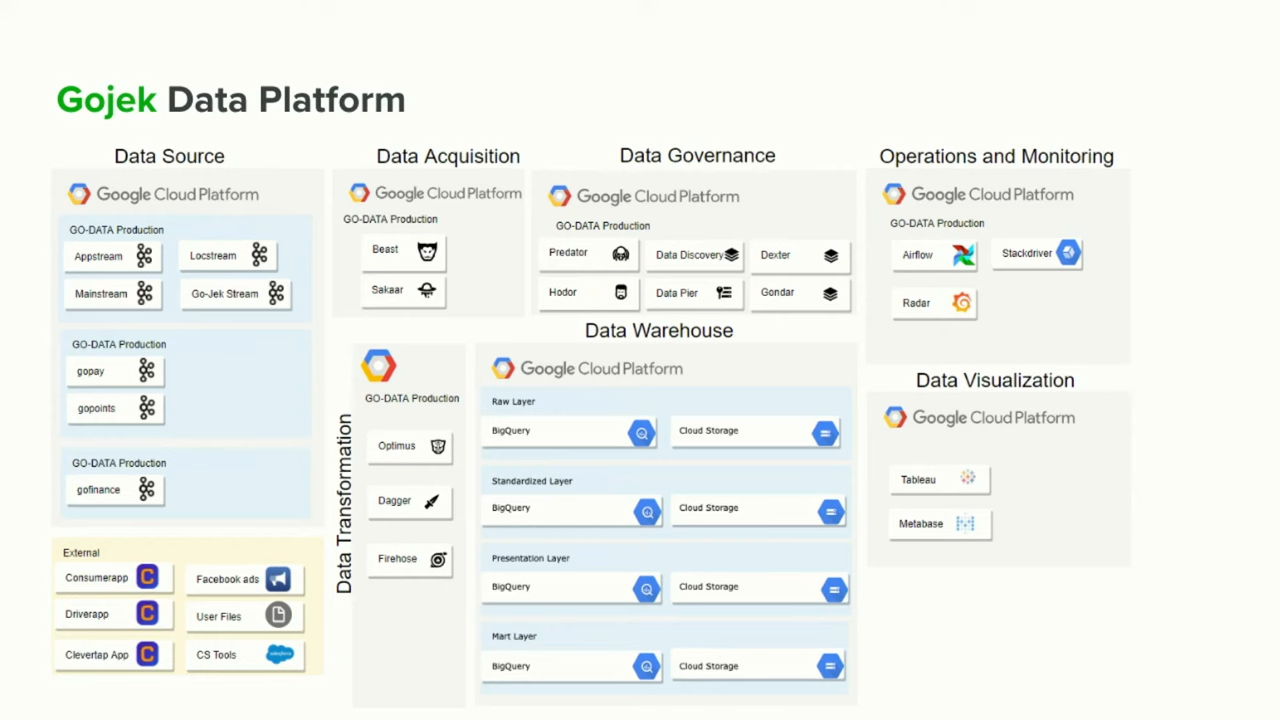 Gojek Data Platform
Data Source
Google Cloud Platform
GO-DATA Production
Appstream
Locstream
Mainstream
Go-Jek Stream
GO-DATA Production
gopay
gopoints
GO-DATA Production
gofinance
External
Consumerapp
Facebook ads
Driverapp
User Files
Clevertap App
CS Tools
salesforce
Data Acquisition
Google Cloud Platform
GO-DATA Production
Beast
Sakaar
Data Governance
Google Cloud Platform
GO-DATA Production
Predator
Data Discovery
Dexter
Hodor
Data Pier
Gondar
Data Transformation
GO-DATA Production
Optimus
Dagger
Firehose
Data Warehouse
Google Cloud Platform
Raw Layer
BigQuery
Cloud Storage
Standardized Layer
BigQuery
Cloud Storage
Presentation Layer
BigQuery
Cloud Storage
Mart Layer
BigQuery
Cloud Storage
Operations and Monitoring
Google Cloud Platform
GO-DATA Production
Airflow
Stackdriver
Radar
Data Visualization
Google Cloud Platform
Tableau
Metabase